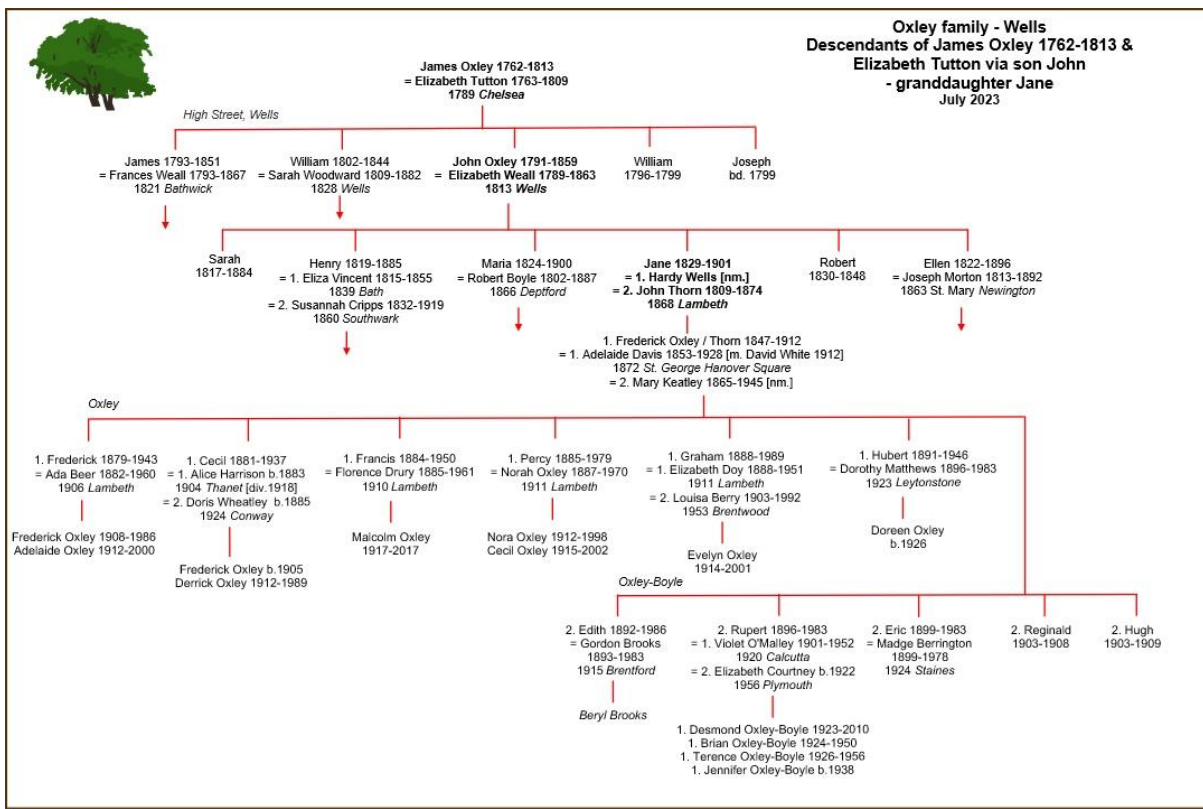 Oxley family - Wells
Descendants of James Oxley 1762-1813 &
Elizabeth Tutton via son John
- granddaughter Jane
July 2023
James Oxley 1762-1813
= Elizabeth Tutton 1763-1809
1789 Chelsea
High Street, Wells
James 1793-1851
= Frances Weall 1793-1867
1821 Bathwick
William 1802-1844
= Sarah Woodward 1809-1882
1828 Wells
John Oxley 1791-1859
= Elizabeth Weall 1789-1863
1813 Wells
William
1796-1799
Joseph
bd. 1799
Sarah
1817-1884
Henry 1819-1885
= 1. Eliza Vincent 1815-1855
1839 Bath
= 2. Susannah Cripps 1832-1919
1860 Southwark
Maria 1824-1900
= Robert Boyle 1802-1887
1866 Deptford
Jane 1829-1901
= 1. Hardy Wells [nm.]
= 2. John Thorn 1809-1874
1868 Lambeth
Robert
1830-1848
Ellen 1822-1896
= Joseph Morton 1813-1892
1863 St. Mary Newington
1. Frederick Oxley / Thorn 1847-1912
= 1. Adelaide Davis 1853-1928 [m. David White 1912]
1872 St. George Hanover Square
= 2. Mary Keatley 1865-1945 [nm.]
Oxley
1. Frederick 1879-1943
= Ada Beer 1882-1960
1906 Lambeth
Frederick Oxley 1908-1986
Adelaide Oxley 1912-2000
1. Cecil 1881-1937
= 1. Alice Harrison b.1883
1904 Thanet [div.1918]
= 2. Doris Wheatley b.1885
1924 Conway
Frederick Oxley b.1905
Derrick Oxley 1912-1989
1. Francis 1884-1950
= Florence Drury 1885-1961
1910 Lambeth
Malcolm Oxley
1917-2017
1. Percy 1885-1979
= Norah Oxley 1887-1970
1911 Lambeth
Nora Oxley 1912-1998
Cecil Oxley 1915-2002
1. Graham 1888-1989
= 1. Elizabeth Doy 1888-1951
1911 Lambeth
= 2. Louisa Berry 1903-1992
1953 Brentwood
Evelyn Oxley
1914-2001
1. Hubert 1891-1946
= Dorothy Matthews 1896-1983
1923 Leytonstone
Doreen Oxley
b.1926
Oxley-Boyle
2. Edith 1892-1986
= Gordon Brooks
1893-1983
1915 Brentford
Beryl Brooks
2. Rupert 1896-1983
= 1. Violet O'Malley 1901-1952
1920 Calcutta
= 2. Elizabeth Courtney b.1922
1956 Plymouth
1. Desmond Oxley-Boyle 1923-2010
1. Brian Oxley-Boyle 1924-1950
1. Terence Oxley-Boyle 1926-1956
1. Jennifer Oxley-Boyle b.1938
2. Eric 1899-1983
= Madge Berrington
1899-1978
1924 Staines
2. Reginald
1903-1908
2. Hugh
1903-1909